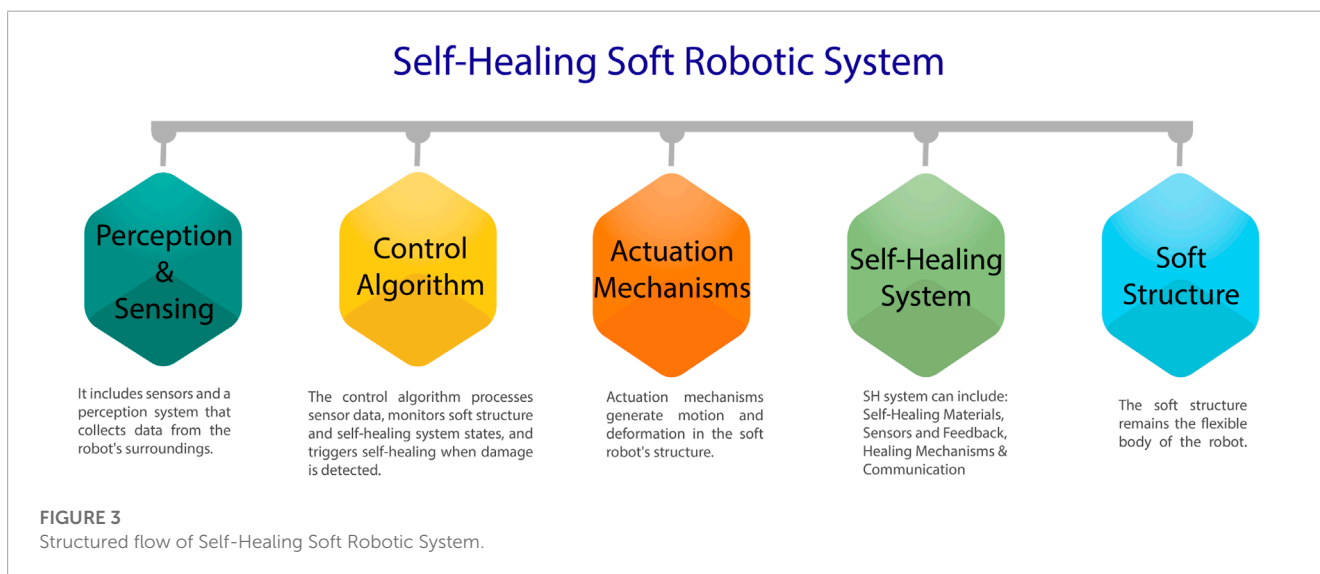 Self-Healing Soft Robotic System
Perception
&
Sensing
Control
Algorithm
Actuation
Mechanisms
Self-Healing
System
Soft
Structure
It includes sensors and a
perception system that
collects data from the
robot's surroundings.
The control algorithm processes
sensor data, monitors soft structure
and self-healing system states, and
triggers self-healing when damage
is detected.
Actuation mechanisms
generate motion and
deformation in the soft
robot's structure.
SH system can include:
Self-Healing Materials,
Sensors and Feedback,
Healing Mechanisms &
Communication
The soft structure
remains the flexible
body of the robot.
FIGURE 3
Structured flow of Self-Healing Soft Robotic System.